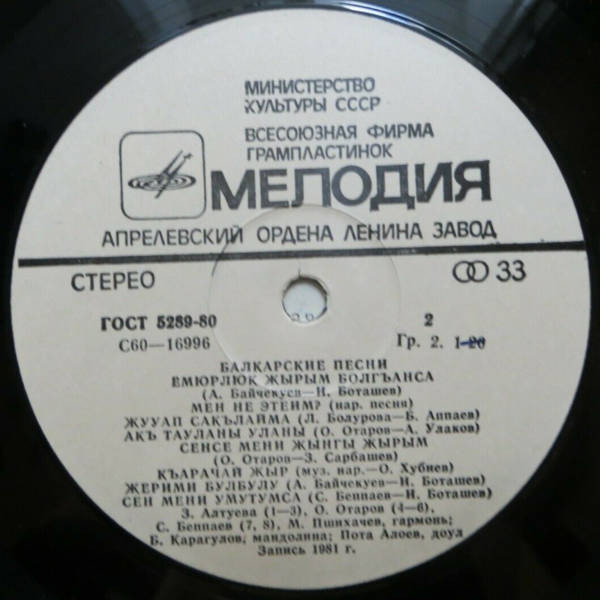 МИНИСТЕРСТВО
КУЛЬТУРЫ СССР
ВСЕСОЮЗНАЯ ФИРМА
ГРАМПЛАСТИНОК
МЕЛОДИЯ
АПРЕЛЕВСКИЙ ОРДЕНА ЛЕНИНА ЗАВОД
СТЕРЕО 33
ГОСТ 5289-80 2
С60—16996 Гр. 2. 1-20
БАЛКАРСКИЕ ПЕСНИ
ЕМЮРЛЮК ЖЫРЫМ БОЛГЪАНСА
(А. Байчекуев—И. Боташев)
МЕН НЕ ЭТЕИМ? (нар. песня)
ЖУУАП САКЪЛАЙМА (Л. Болурова—Б. Аппаев)
АКЪ ТАУЛАНЫ УЛАНЫ (О. Отаров—А. Улаков)
СЕНСЕ МЕНИ ЖЫНГЫ ЖЫРЫМ
(О. Отаров—З. Сарбашев)
КЪАРАЧАЙ ЖЫР (муз. нар.—О. Хубиев)
ЖЕРИМИ БУЛБУЛУ (А. Байчекуев—И. Боташев)
СЕН МЕНИ УМУТУМСА (С. Беппаев—И. Боташев)
З. Алтуева (1—3), О. Отаров (4—6),
С. Беппаев (7, 8), М. Пшихачев, гармонь;
Б. Карагулов, мандолина; Пота Алоев, доул
Запись 1981 г.